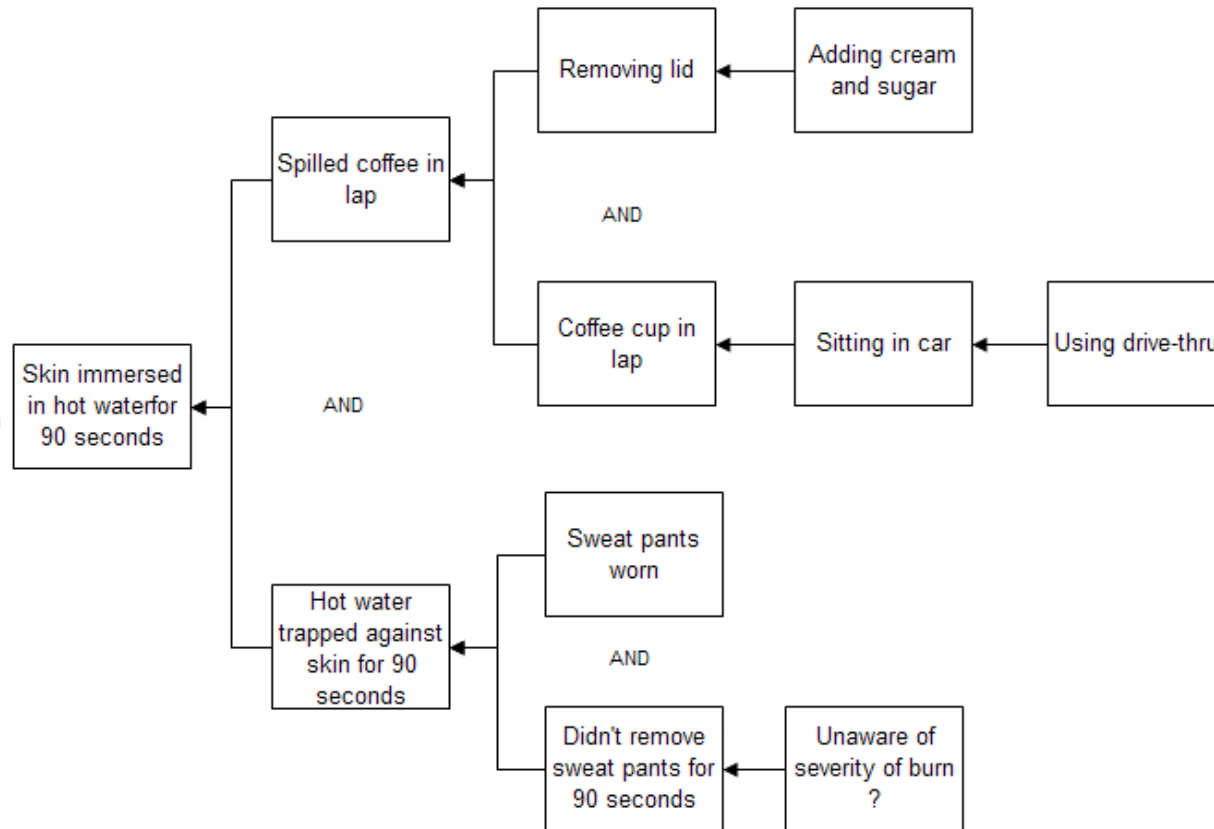 Removing lid
Adding cream
and sugar
Spilled coffee in
lap
AND
Coffee cup in
lap
Sitting in car
Using drive-thru
Skin immersed
in hot waterfor
90 seconds
AND
Sweat pants
worn
Hot water
trapped against
skin for 90
seconds
AND
Didn't remove
sweat pants for
90 seconds
Unaware of
severity of burn
?